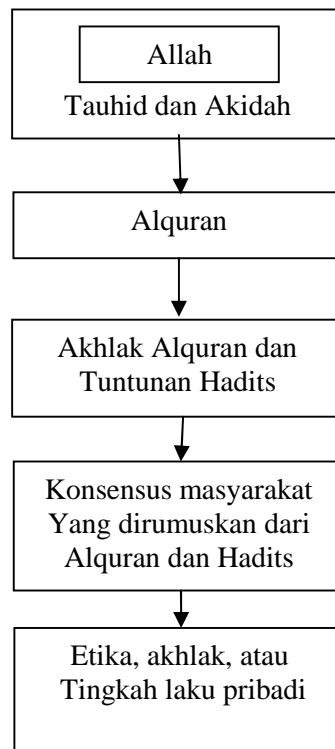 Allah
Tauhid dan Akidah
Alquran
Akhlak Alquran dan
Tuntunan Hadits
Konsensus masyarakat
Yang dirumuskan dari
Alquran dan Hadits
Etika, akhlak, atau
Tingkah laku pribadi